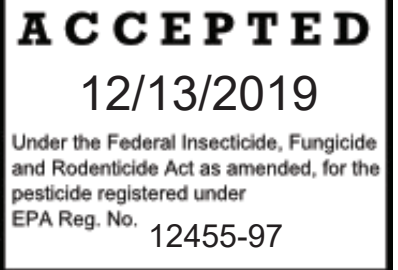 ACCEPTED
12/13/2019
Under the Federal Insecticide, Fungicide
and Rodenticide Act as amended, for the
pesticide registered under
EPA Reg. No. 12455-97